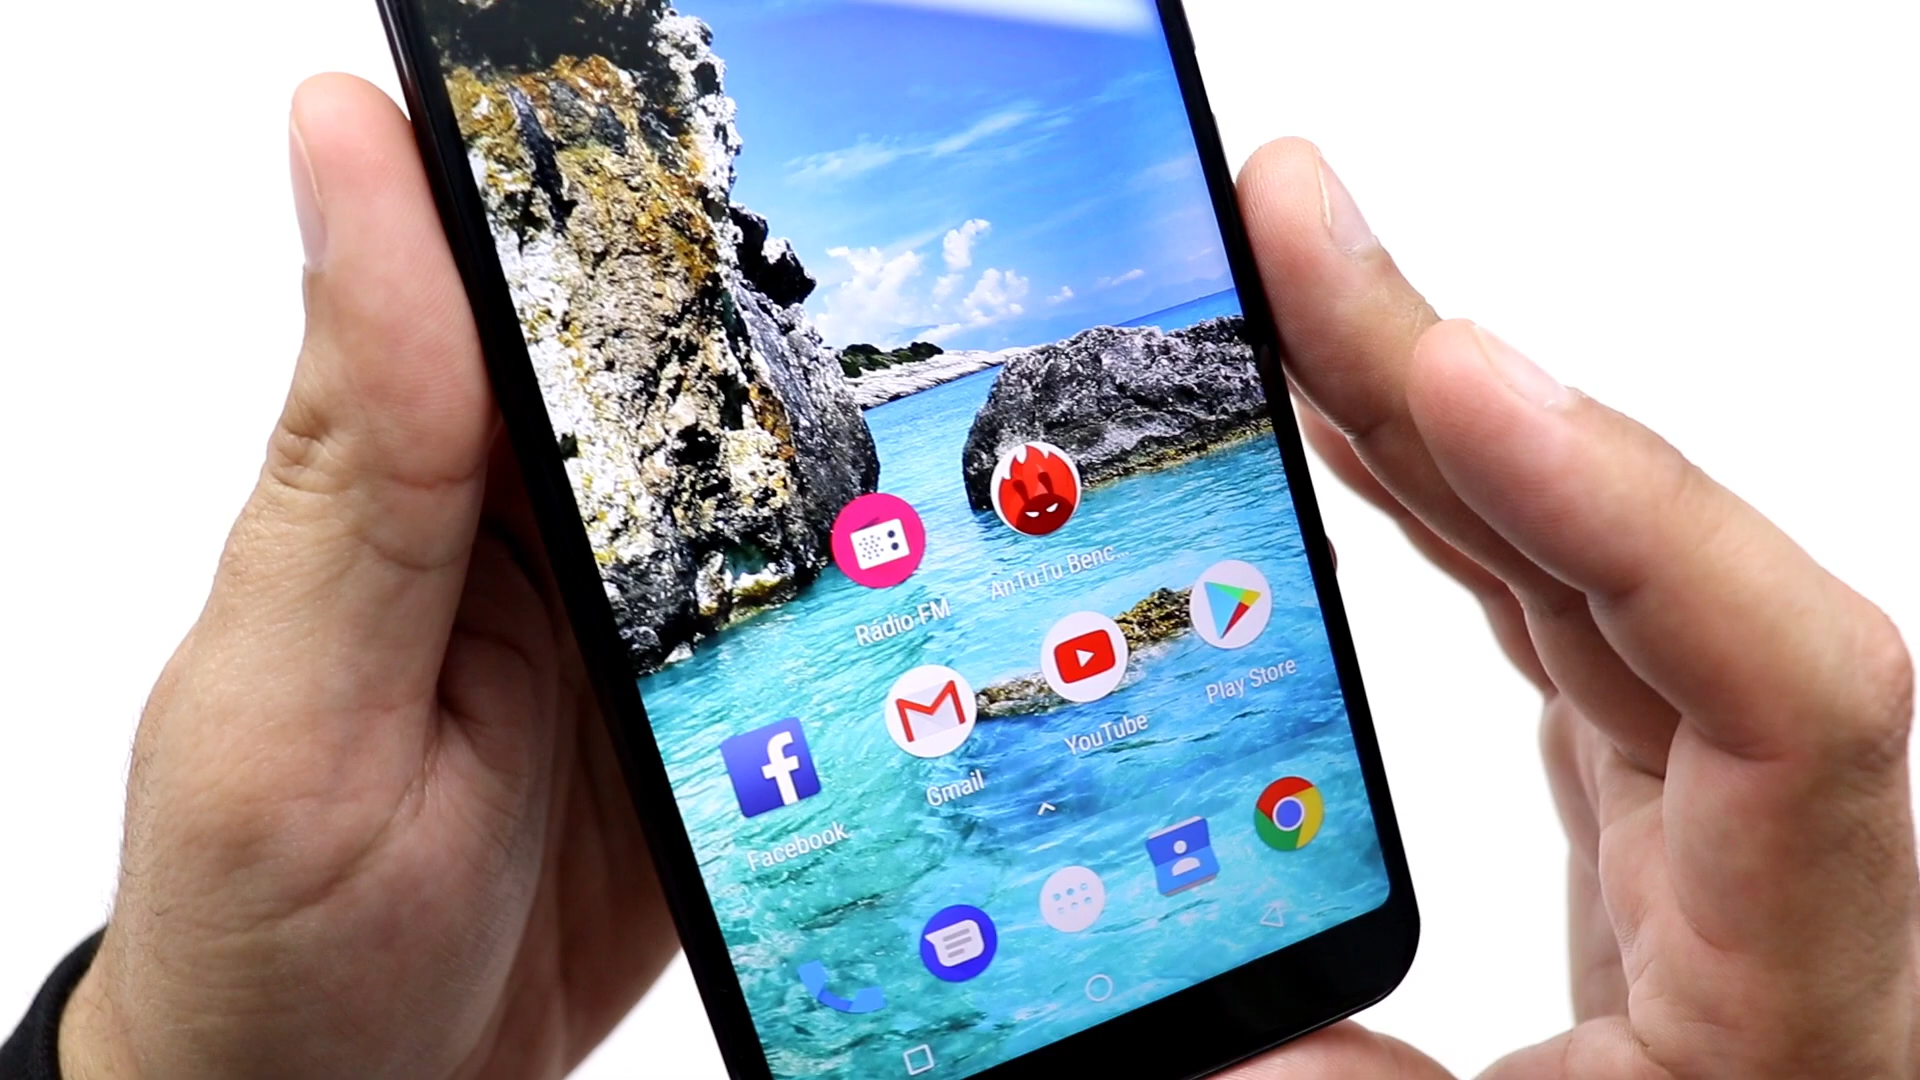 Rádio FM
AnTuTu Benc...
Facebook
Gmail
YouTube
Play Store